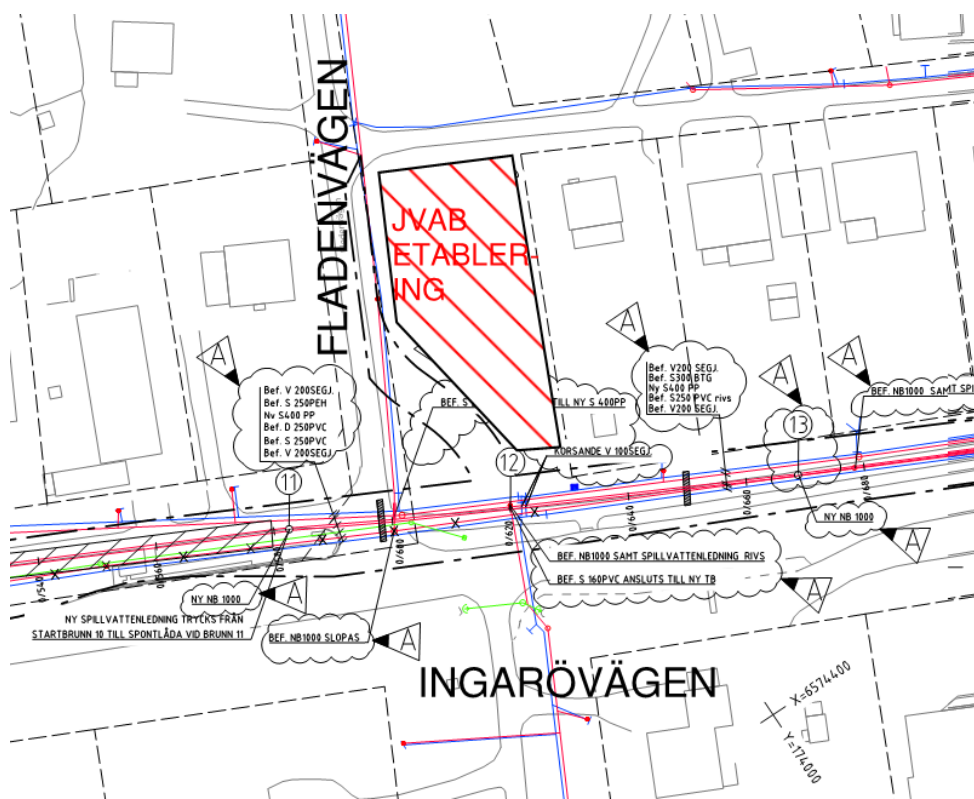 FLADENVÄGEN
JVAB
ETABLER-
ING
A
Bef. V 200SEGJ.
Bef. S 250PEH
Nv S400 PP
Bef. D 250PVC
Bef. S 250PVC
Bef. V 200SEGJ.
11
BEF. S
TILL NY S 400PP
KORSANDE V 100SEGJ.
12
A
Bef. V200 SEGJ.
Bef. S300 BTG
Ny S400 PP
Bef. S250 PVC rivs
Bef. V200 SEGJ.
A
13
A
BEF. NB1000 SAMT SPI
NY NB 1000
A
0/540
0/560
0/600
0/620
0/640
0/660
0/680
BEF. NB1000 SAMT SPILLVATTENLEDNING RIVS
BEF. S 160PVC ANSLUTS TILL NY TB
A
NY NB 1000
A
NY SPILLVATTENLEDNING TRYCKS FRÅN
STARTBRUNN 10 TILL SPONTLÅDA VID BRUNN 11
BEF. NB1000 SLOPAS
A
INGARÖVÄGEN
X=6574400
Y=174000